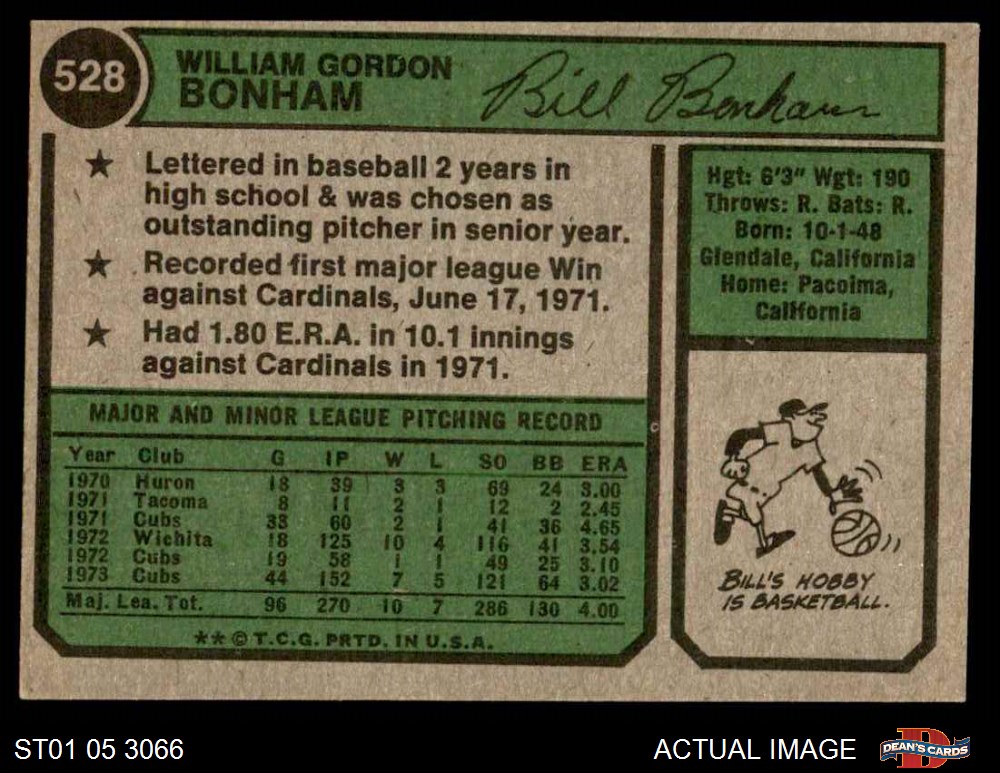 528
WILLIAM GORDON
BONHAM
Bill Bonham
★ Lettered in baseball 2 years in
high school & was chosen as
outstanding pitcher in senior year.
★ Recorded first major league Win
against Cardinals, June 17, 1971.
★ Had 1.80 E.R.A. in 10.1 innings
against Cardinals in 1971.
Hgt: 6'3" Wgt: 190
Throws: R. Bats: R.
Born: 10-1-48
Glendale, California
Home: Pacoima,
California
MAJOR AND MINOR LEAGUE PITCHING RECORD
Year Club G IP W L SO BB ERA
1970 Huron 18 39 3 3 69 24 3.00
1971 Tacoma 8 11 2 1 12 2 2.45
1971 Cubs 33 60 2 1 41 36 4.65
1972 Wichita 18 125 10 4 116 41 3.54
1972 Cubs 19 58 1 1 49 25 3.10
1973 Cubs 44 152 7 5 121 64 3.02
Maj. Lea. Tot. 96 270 10 7 286 130 4.00
**© T.C.G. PRTD. IN U.S.A.
BILL'S HOBBY
IS BASKETBALL.
ST01 05 3066
ACTUAL IMAGE
DEAN'S CARDS